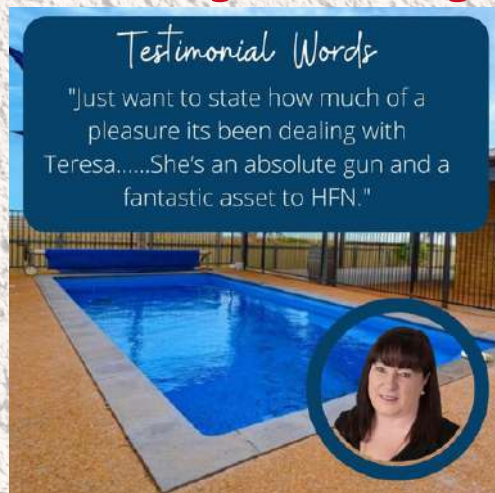 Testimonial Words
"Just want to state how much of a
pleasure its been dealing with
Teresa......She's an absolute gun and a
fantastic asset to HFN."